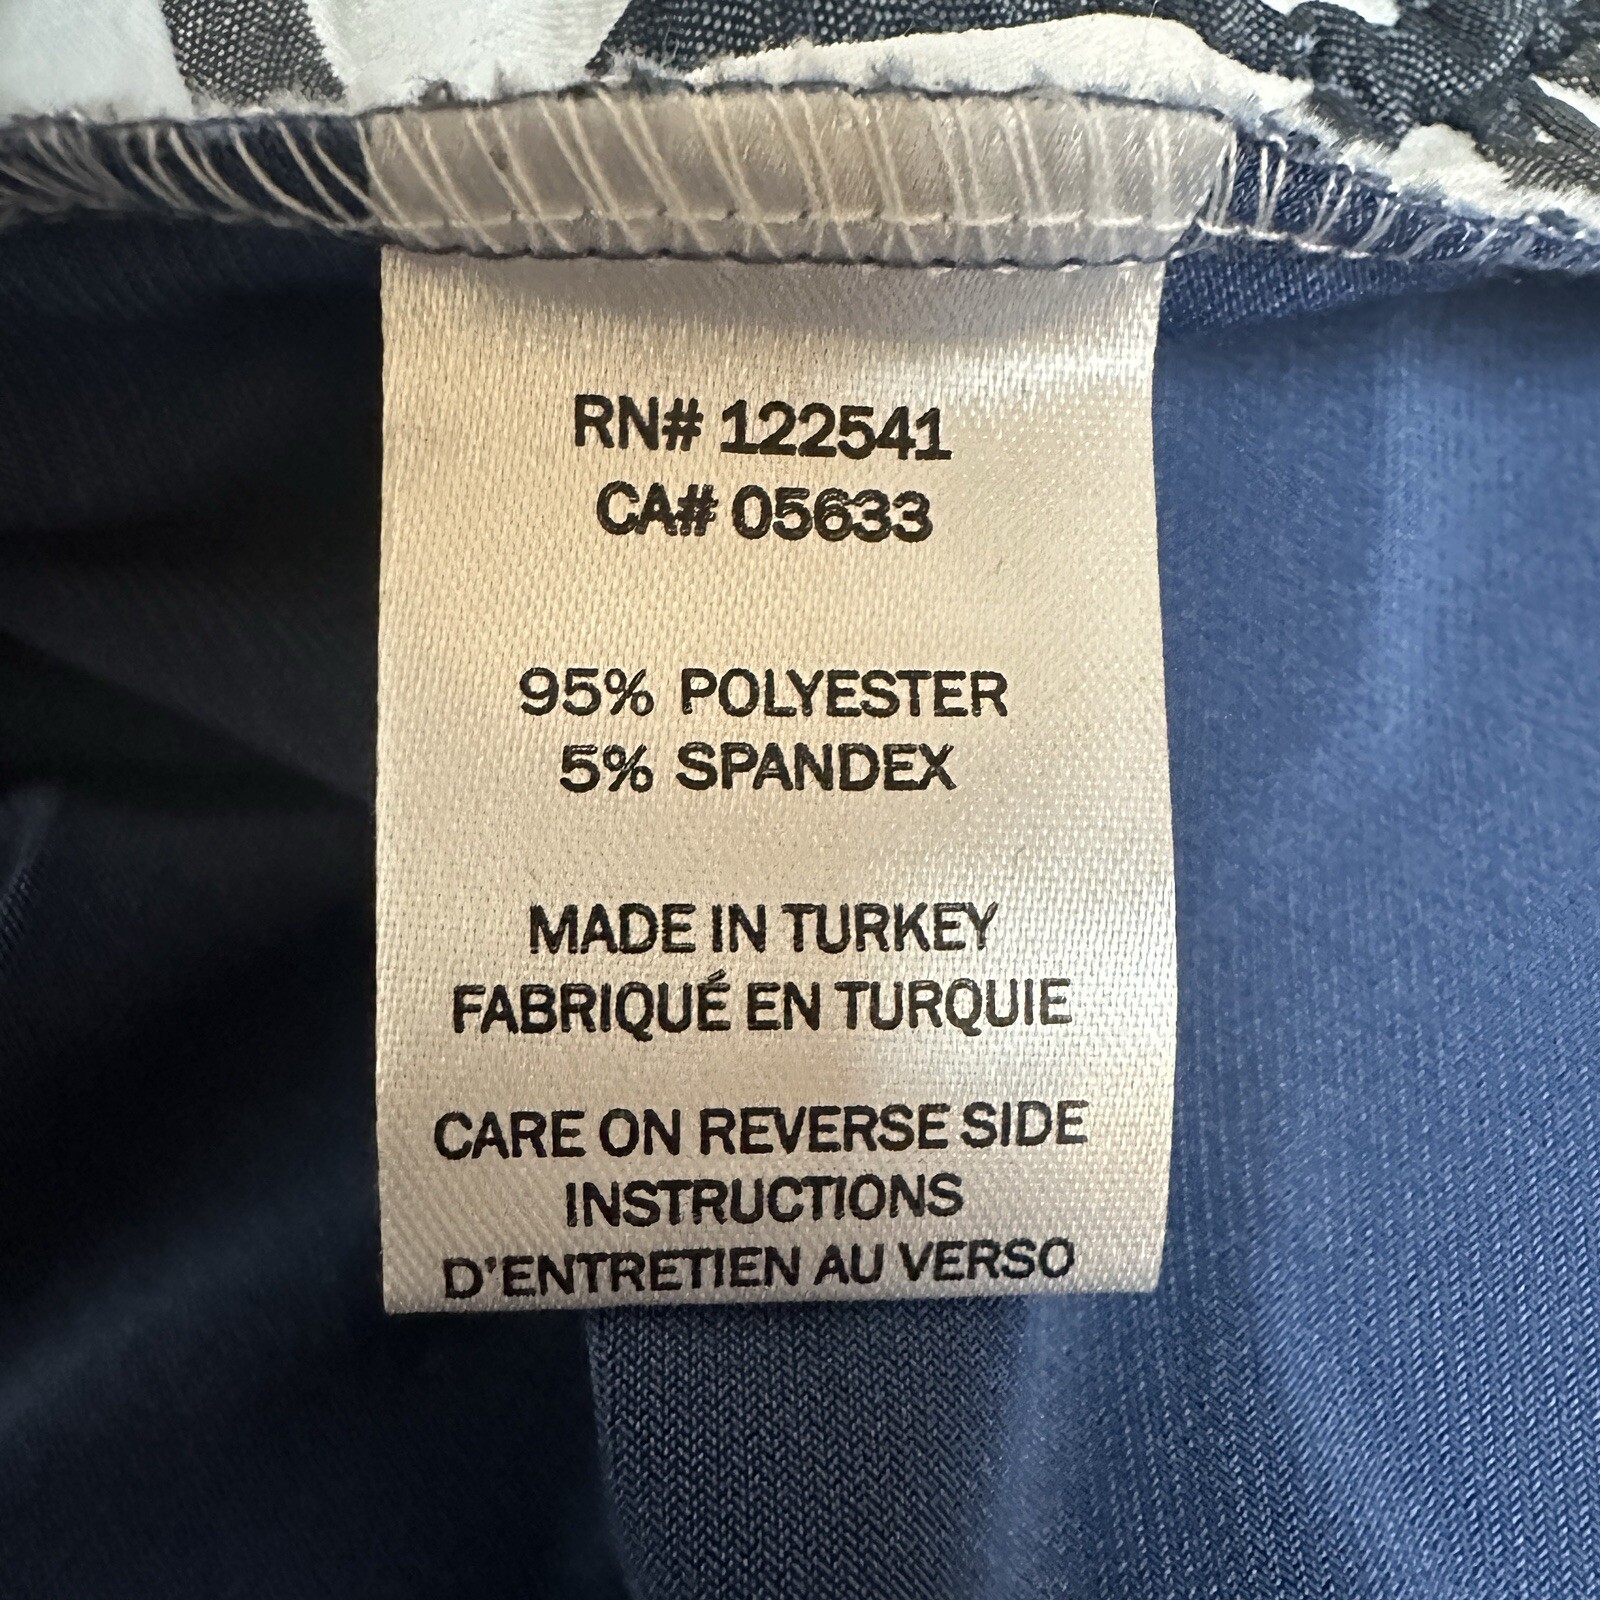 RN# 122541
CA# 05633
95% POLYESTER
5% SPANDEX
MADE IN TURKEY
FABRIQUÉ EN TURQUIE
CARE ON REVERSE SIDE
INSTRUCTIONS
D'ENTRETIEN AU VERSO